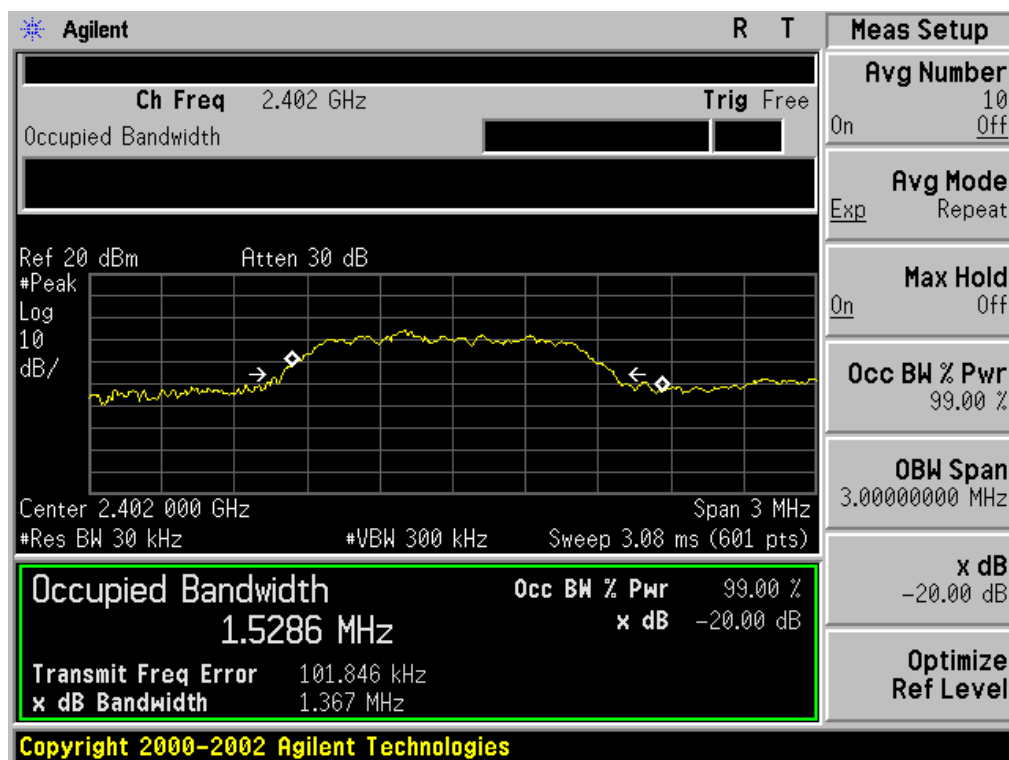 Agilent R T
Ch Freq 2.402 GHz Trig Free
Occupied Bandwidth
Ref 20 dBm Atten 30 dB
#Peak
Log
10
dB/
Center 2.402 000 GHz Span 3 MHz
#Res BW 30 kHz #VBW 300 kHz Sweep 3.08 ms (601 pts)
Occupied Bandwidth
1.5286 MHz
Occ BW % Pwr 99.00 %
x dB -20.00 dB
Transmit Freq Error 101.846 kHz
x dB Bandwidth 1.367 MHz
Meas Setup
Avg Number
10
On Off
Avg Mode
Exp Repeat
Max Hold
On Off
Occ BW % Pwr
99.00 %
OBW Span
3.00000000 MHz
x dB
-20.00 dB
Optimize
Ref Level
Copyright 2000-2002 Agilent Technologies